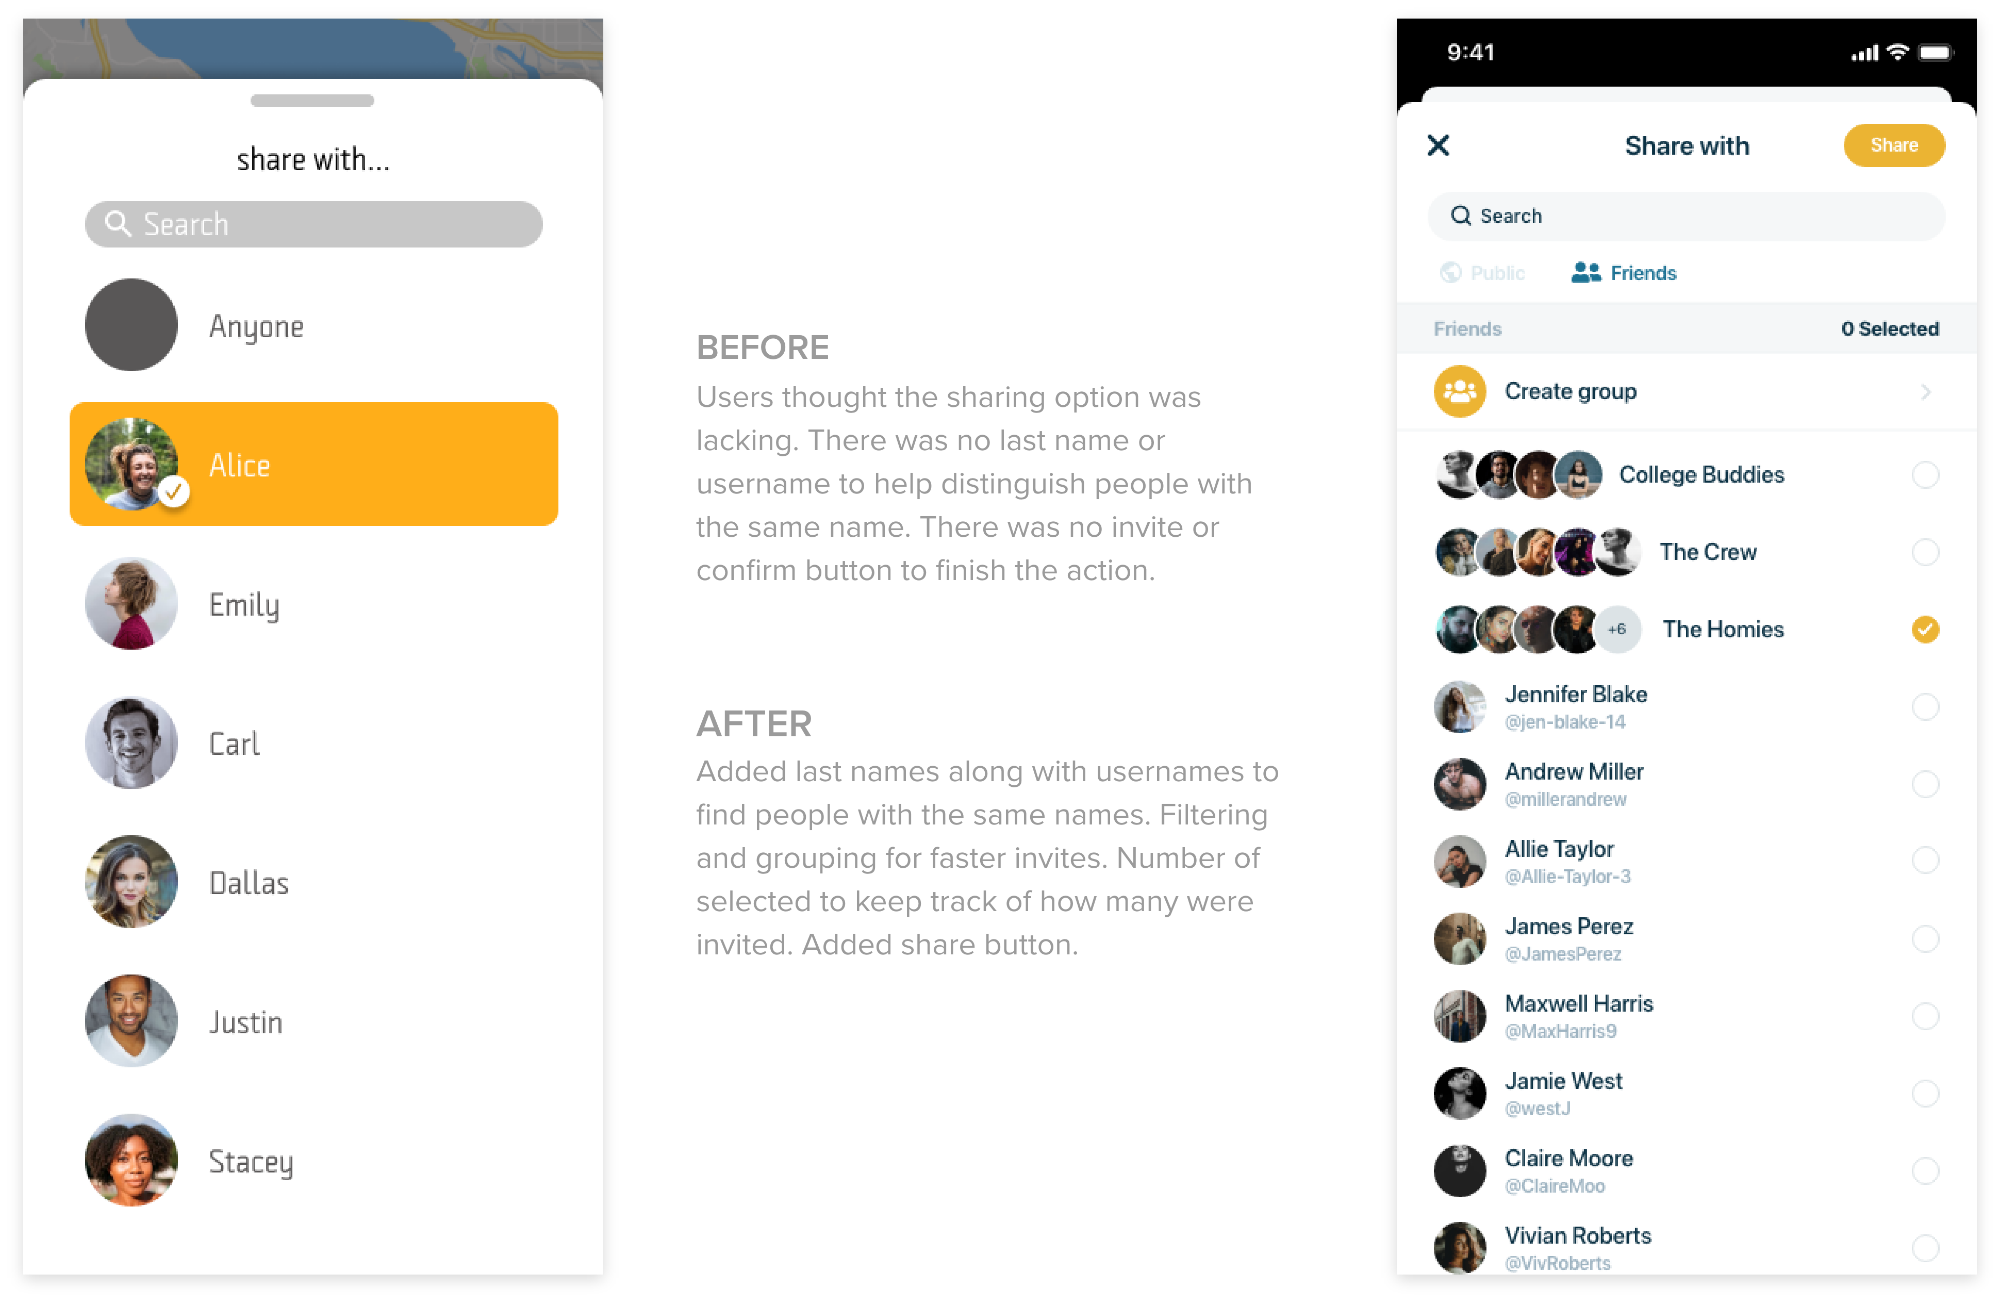 share with...
Search
Anyone
Alice
Emily
Carl
Dallas
Justin
Stacey
BEFORE
Users thought the sharing option was
lacking. There was no last name or
username to help distinguish people with
the same name. There was no invite or
confirm button to finish the action.
AFTER
Added last names along with usernames to
find people with the same names. Filtering
and grouping for faster invites. Number of
selected to keep track of how many were
invited. Added share button.
9:41
Share with
Share
Search
Public
Friends
Friends
0 Selected
Create group
College Buddies
The Crew
+6
The Homies
Jennifer Blake
@jen-blake-14
Andrew Miller
@millerandrew
Allie Taylor
@Allie-Taylor-3
James Perez
@JamesPerez
Maxwell Harris
@MaxHarris9
Jamie West
@westJ
Claire Moore
@ClaireMoo
Vivian Roberts
@VivRoberts